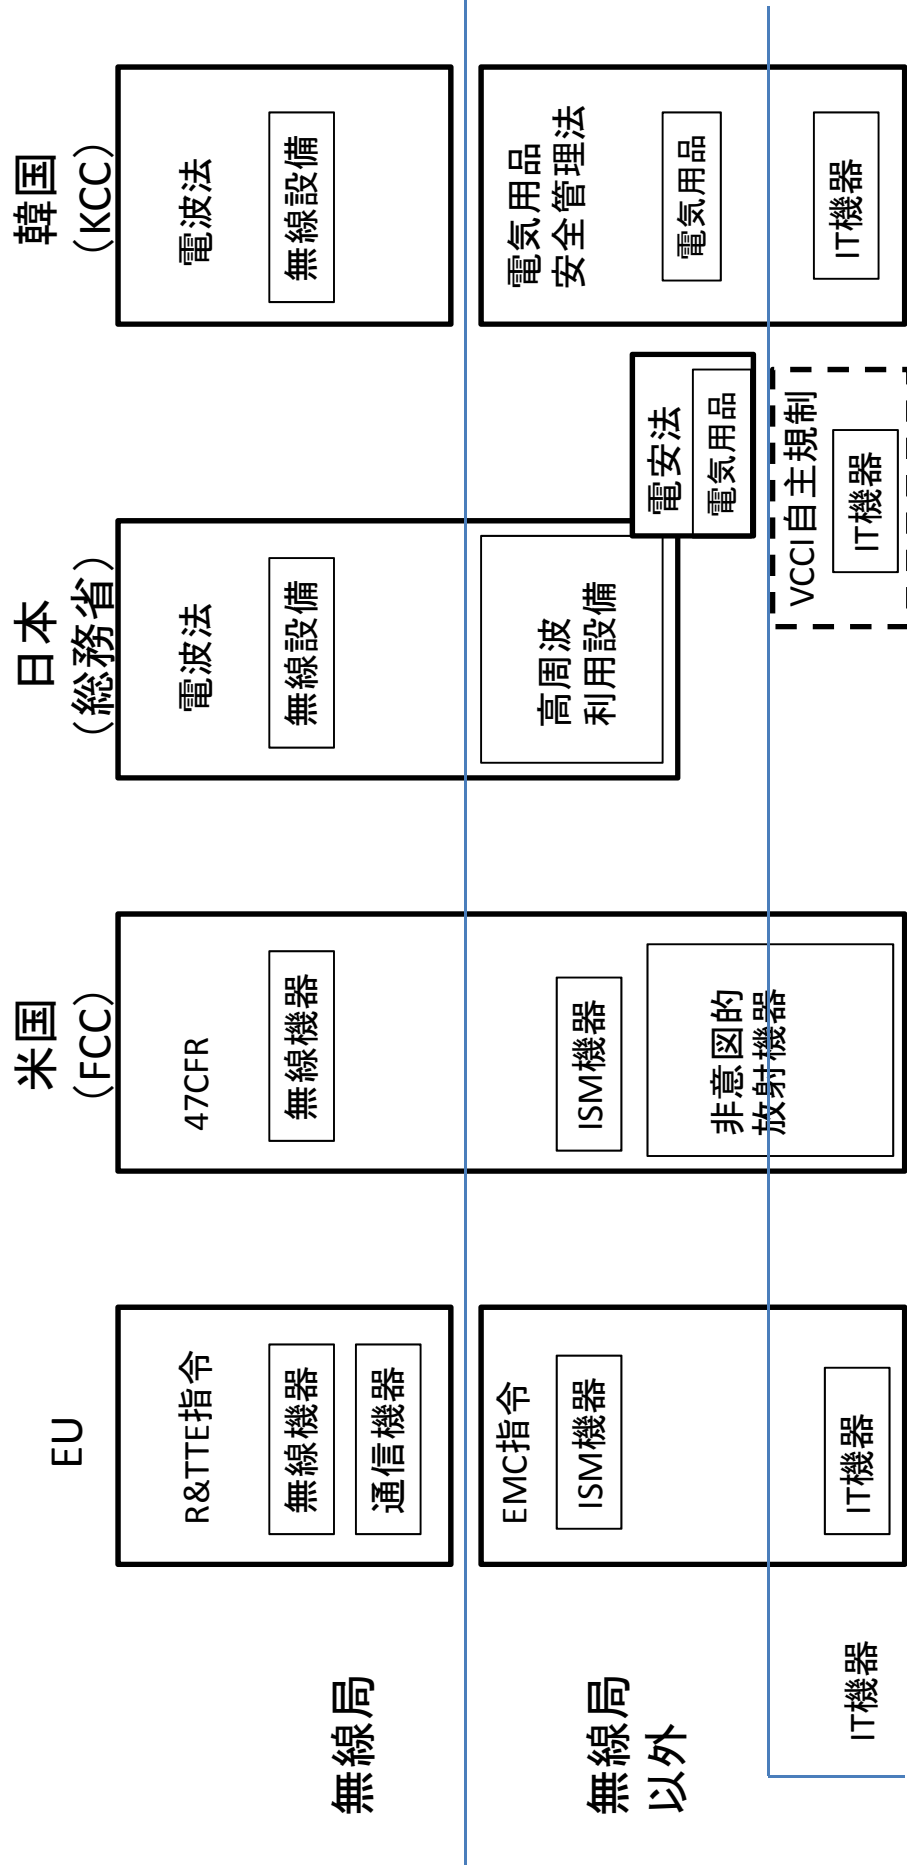 EU
米国
（FCC）
日本
（総務省）
韓国
（KCC）
無線局
R&TTE指令
無線機器
通信機器
47CFR
無線機器
電波法
無線設備
電波法
無線設備
無線局
以外
EMC指令
ISM機器
ISM機器
非意図的
放射機器
高周波
利用設備
電安法
電気用品
電気用品
安全管理法
電気用品
IT機器
IT機器
VCCI自主規制
IT機器
IT機器